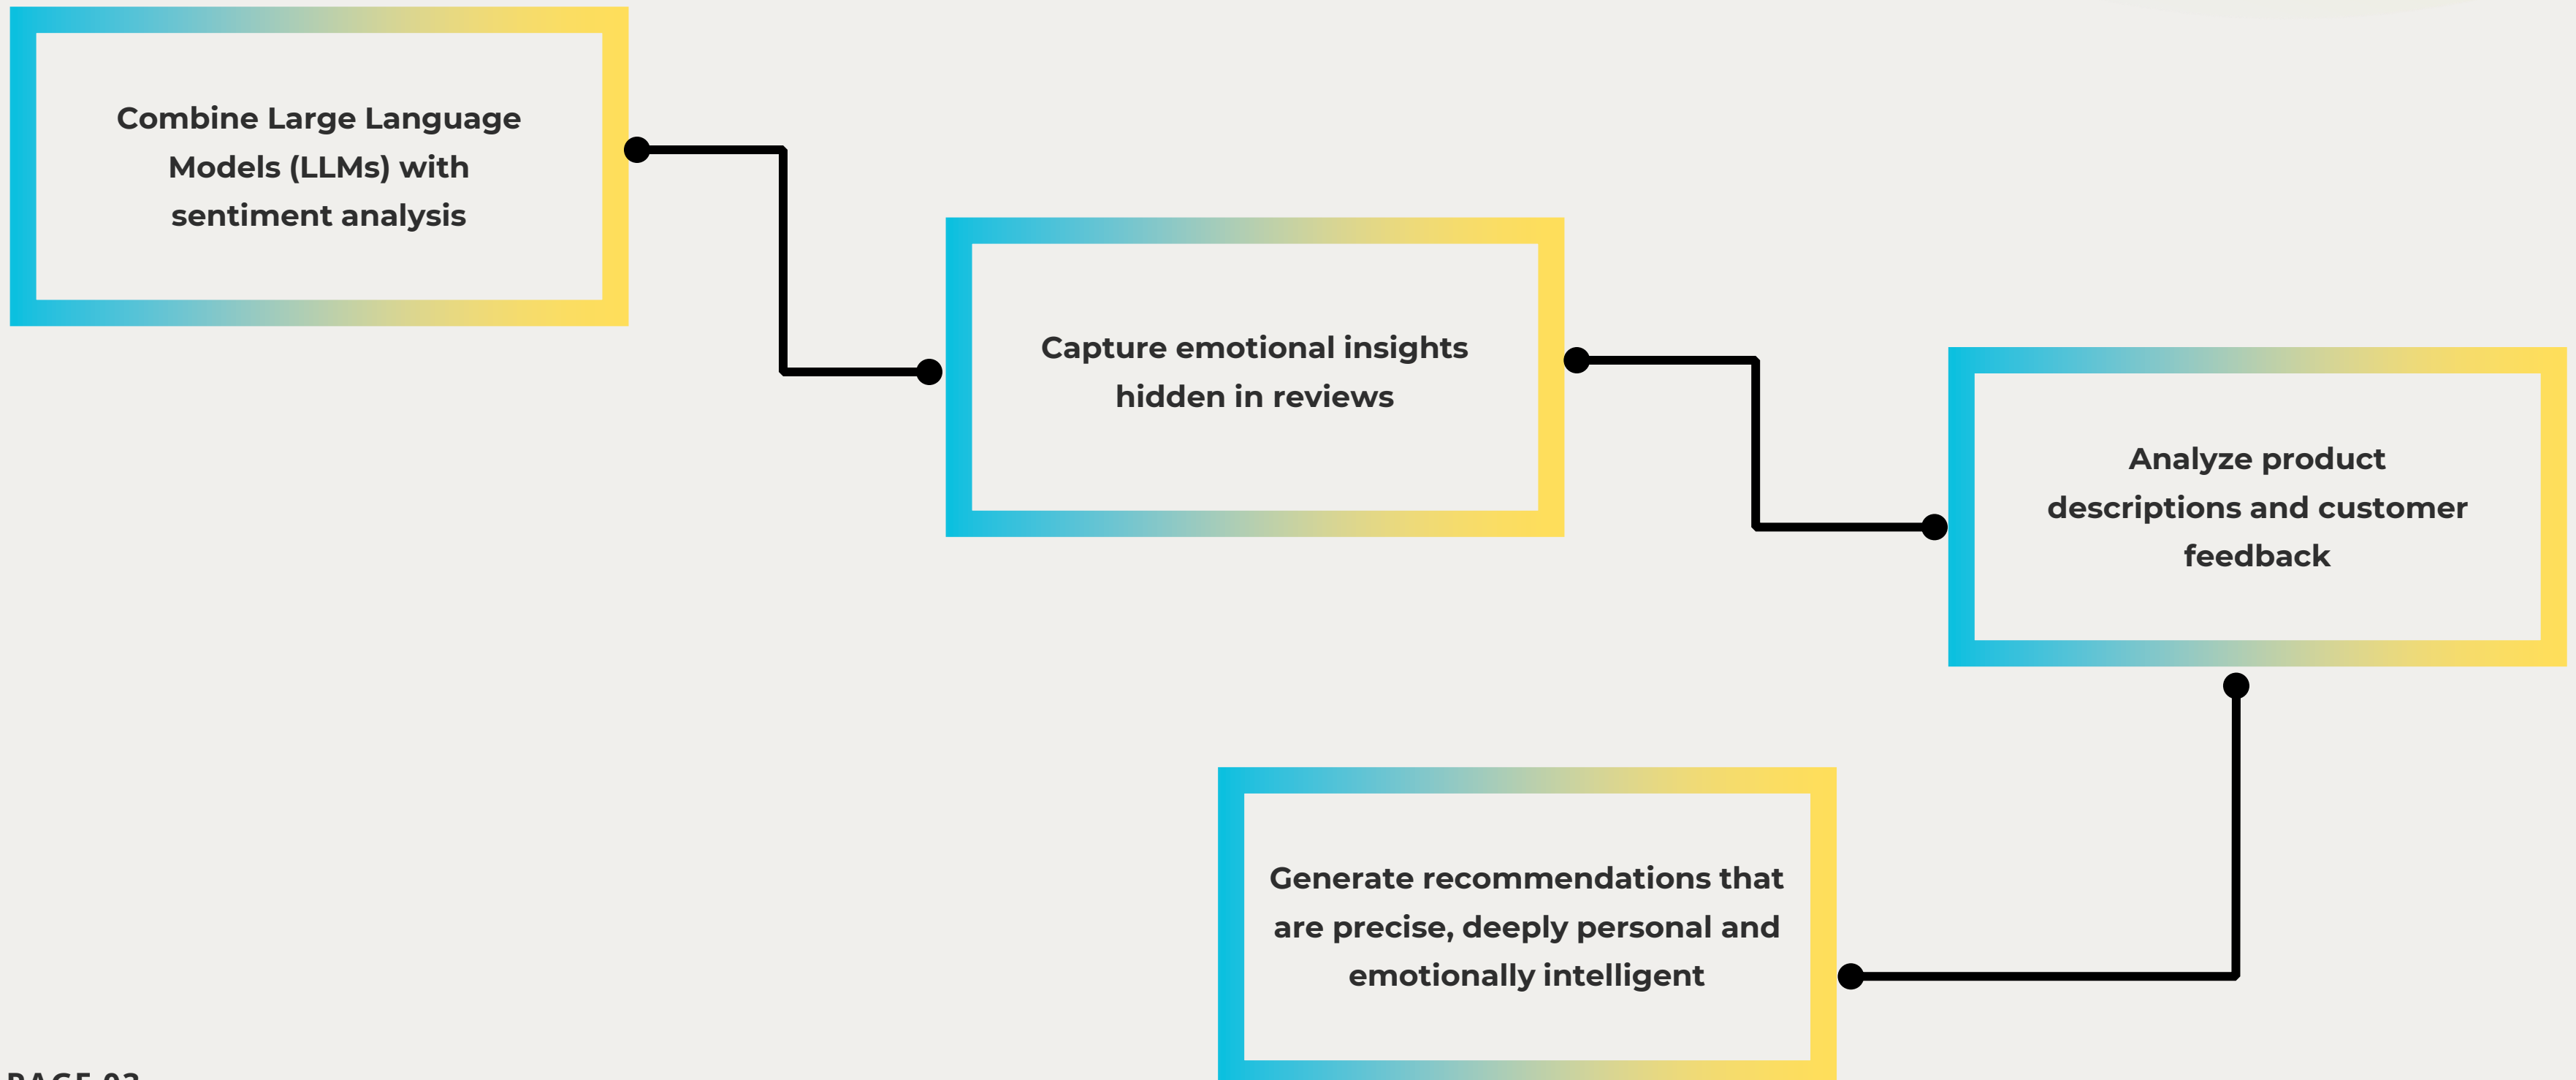 Combine Large Language
Models (LLMs) with
sentiment analysis
Capture emotional insights
hidden in reviews
Analyze product
descriptions and customer
feedback
Generate recommendations that
are precise, deeply personal and
emotionally intelligent
PAGE